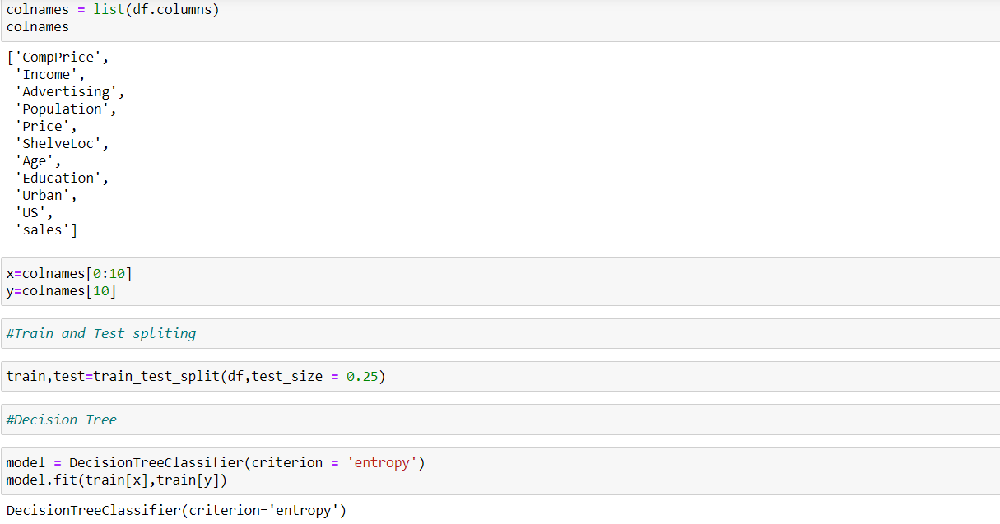 colnames = list(df.columns)
colnames
['CompPrice',
 'Income',
 'Advertising',
 'Population',
 'Price',
 'ShelveLoc',
 'Age',
 'Education',
 'Urban',
 'US',
 'sales']
x=colnames[0:10]
y=colnames[10]
#Train and Test spliting
train,test=train_test_split(df,test_size = 0.25)
#Decision Tree
model = DecisionTreeClassifier(criterion = 'entropy')
model.fit(train[x],train[y])
DecisionTreeClassifier(criterion='entropy')